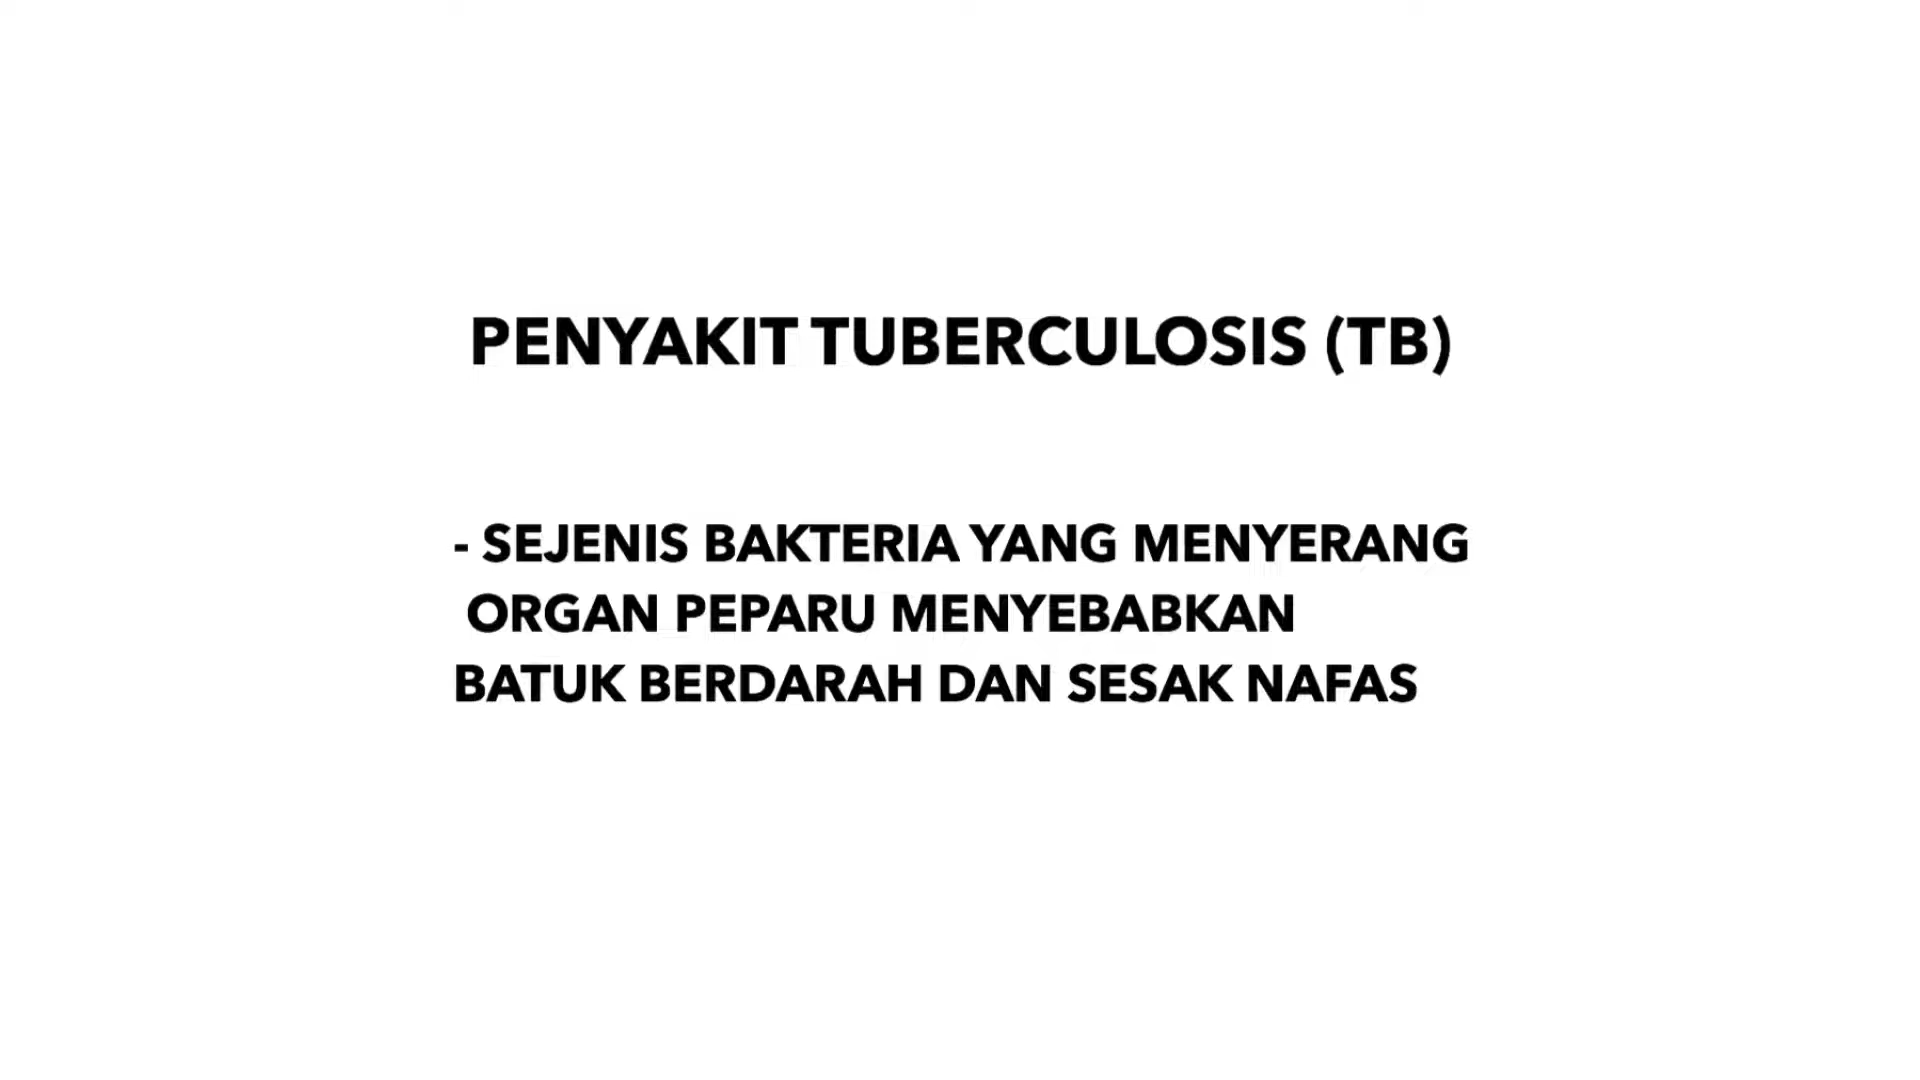 PENYAKIT TUBERCULOSIS (TB)
- SEJENIS BAKTERIA YANG MENYERANG
ORGAN PEPARU MENYEBABKAN
BATUK BERDARAH DAN SESAK NAFAS